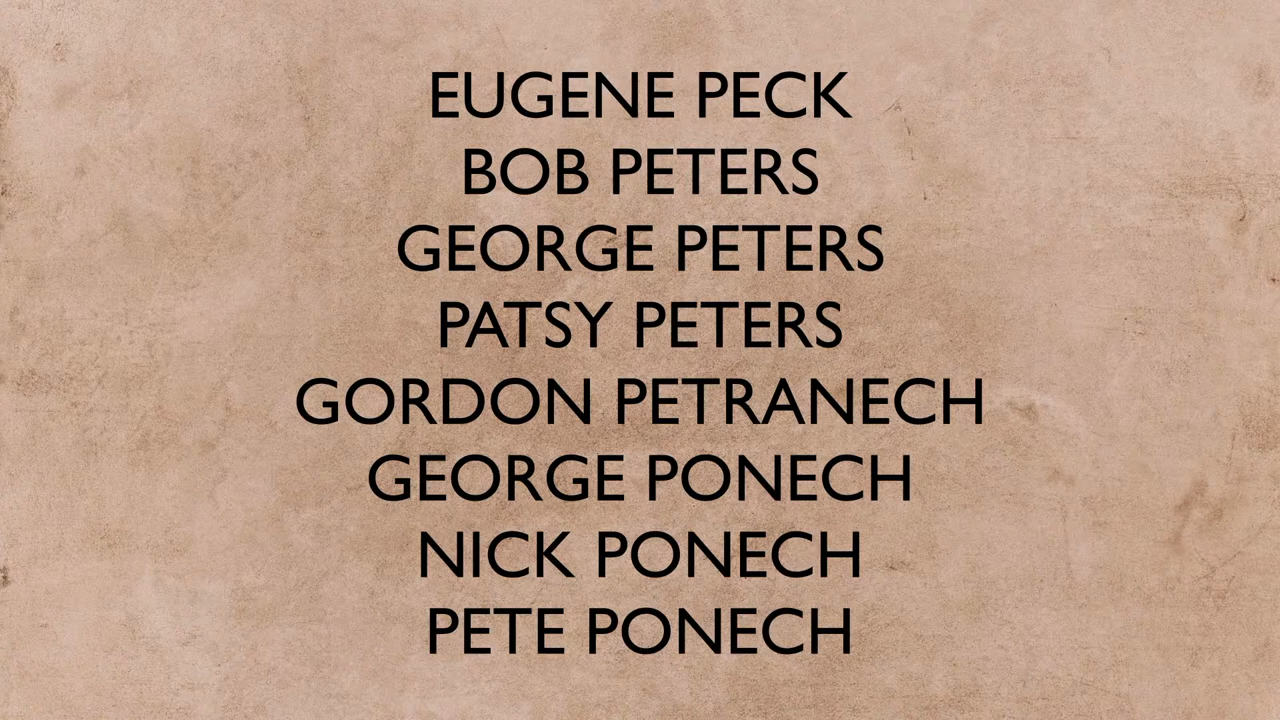 EUGENE PECK
BOB PETERS
GEORGE PETERS
PATSY PETERS
GORDON PETRANECH
GEORGE PONECH
NICK PONECH
PETE PONECH